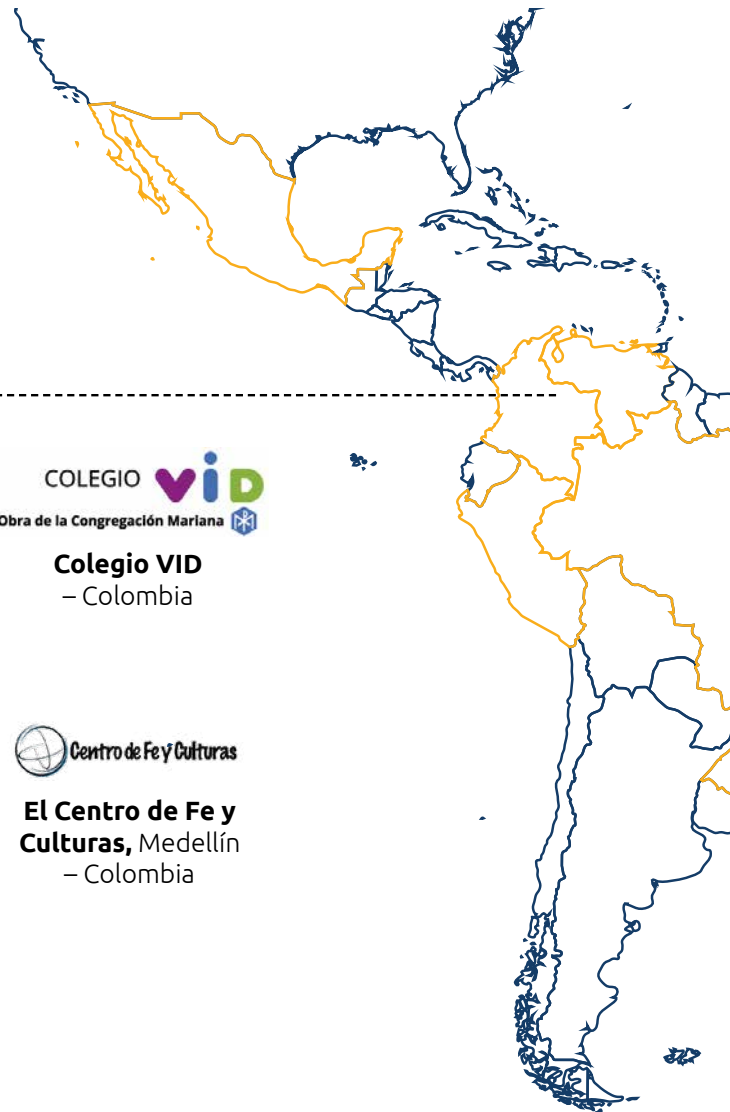 COLEGIO VID
Obra de la Congregación Mariana
Colegio VID
– Colombia
Centro de Fe y Culturas
El Centro de Fe y
Culturas, Medellín
– Colombia